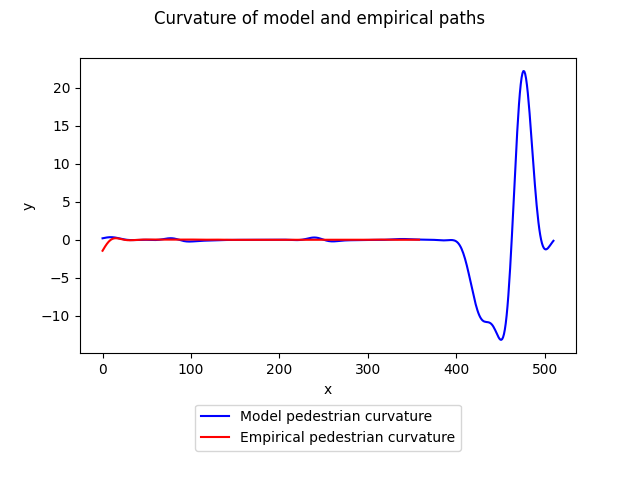 Curvature of model and empirical paths
20
15
10
5
0
−5
−10
y
0 100 200 300 400 500
x
Model pedestrian curvature
Empirical pedestrian curvature